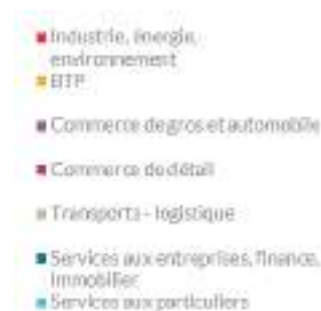 Industrie, énergie,
environnement
BTP
Commerce de gros et automobile
Commerce de détail
Transports - logistique
Services aux entreprises, finance,
immobilier
Services aux particuliers